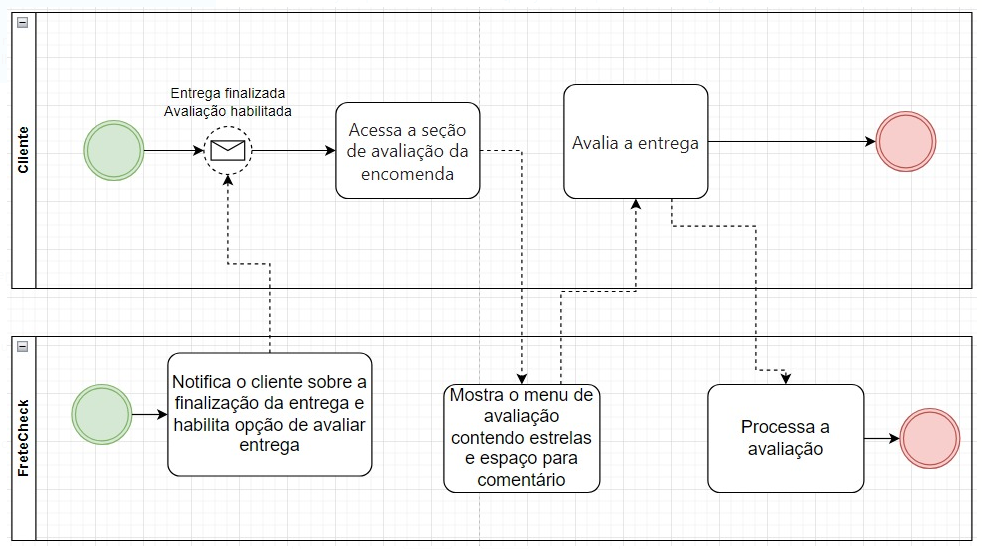 Cliente
Entrega finalizada
Avaliação habilitada
Acessa a seção
de avaliação da
encomenda
Avalia a entrega
FreteCheck
Notifica o cliente sobre a
finalização da entrega e
habilita opção de avaliar
entrega
Mostra o menu de
avaliação
contendo estrelas
e espaço para
comentário
Processa a
avaliação